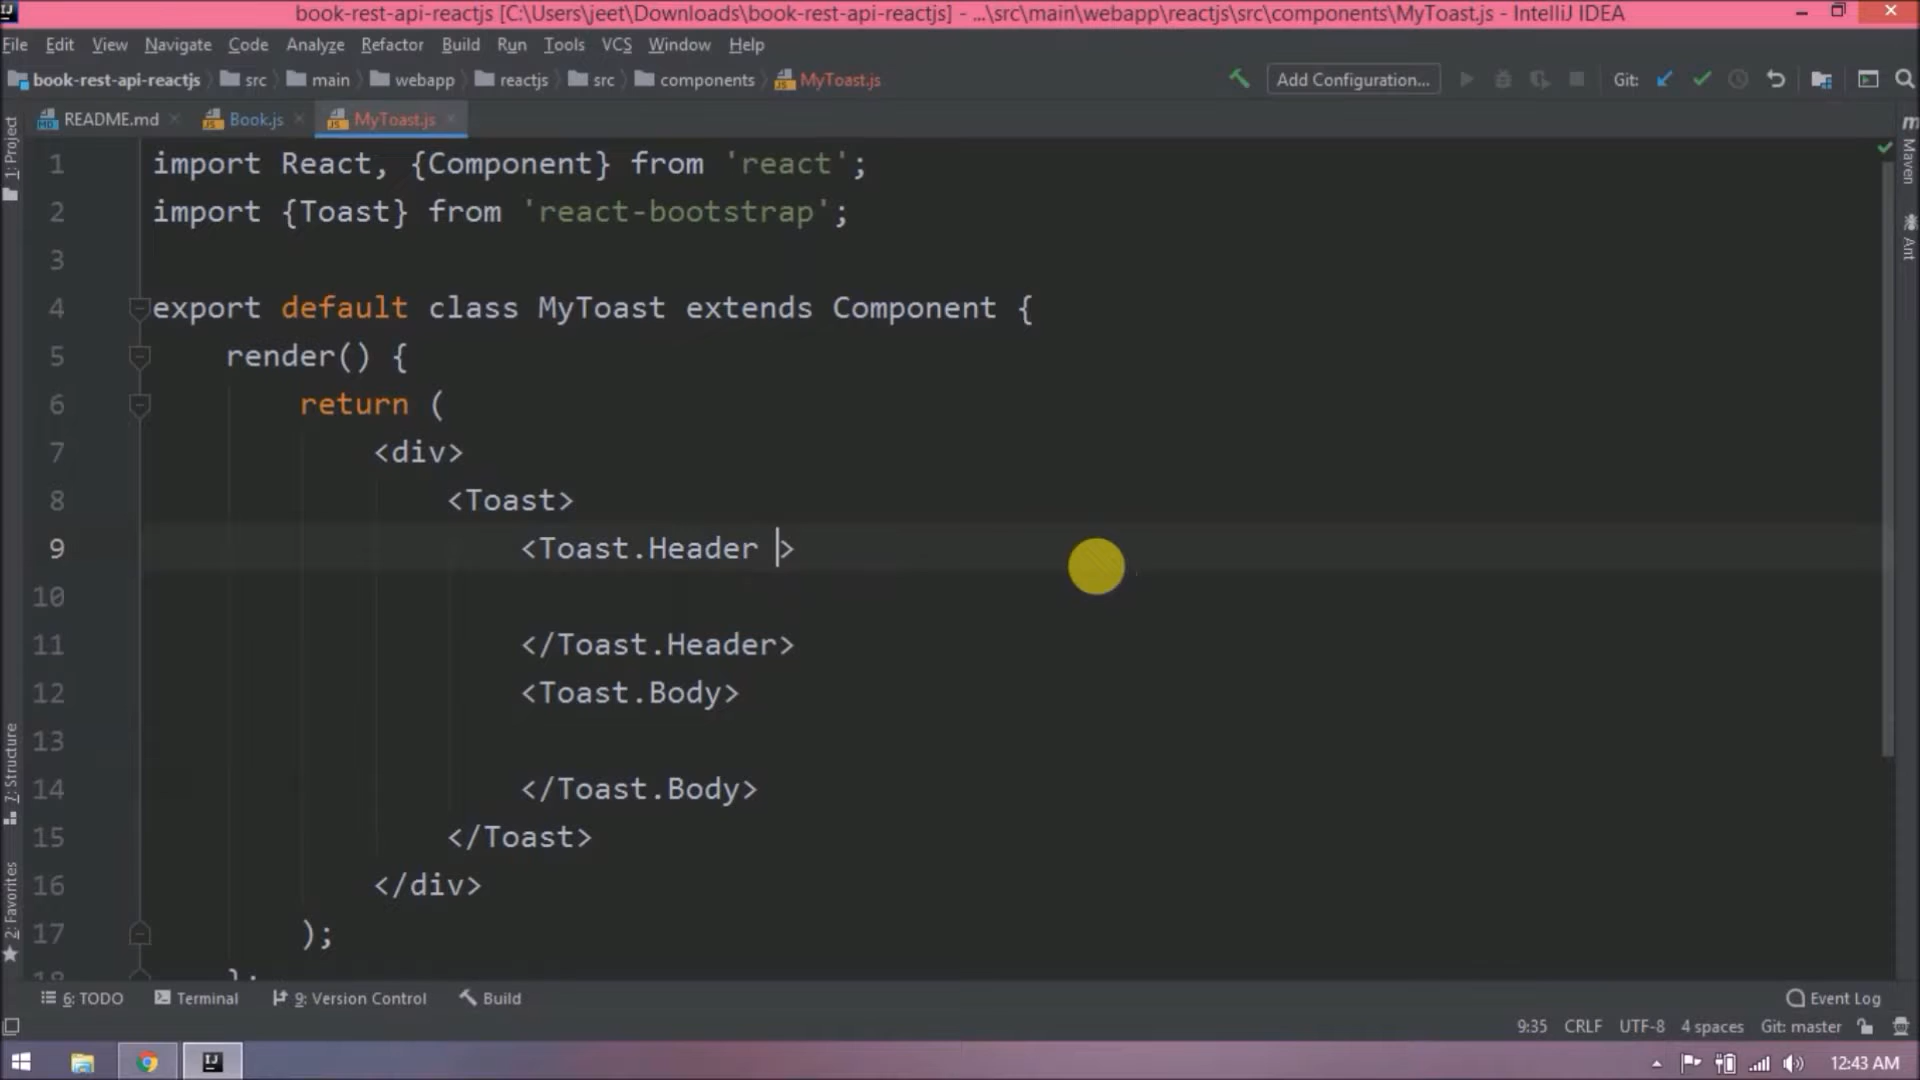 book-rest-api-reactjs [C:\Users\jeet\Downloads\book-rest-api-reactjs] - ...\src\main\webapp\reactjs\src\components\MyToast.js - IntelliJ IDEA
File Edit View Navigate Code Analyze Refactor Build Run Tools VCS Window Help
book-rest-api-reactjs src main webapp reactjs src components MyToast.js Add Configuration... Git:
README.md Book.js MyToast.js
1: Project
Maven
Ant
7: Structure
2: Favorites
1 import React, {Component} from 'react';
2 import {Toast} from 'react-bootstrap';
3
4 export default class MyToast extends Component {
5 render() {
6 return (
7 <div>
8 <Toast>
9 <Toast.Header >
10
11 </Toast.Header>
12 <Toast.Body>
13
14 </Toast.Body>
15 </Toast>
16 </div>
17 );
18 };
6: TODO Terminal 9: Version Control Build Event Log
9:35 CRLF UTF-8 4 spaces Git: master
12:43 AM